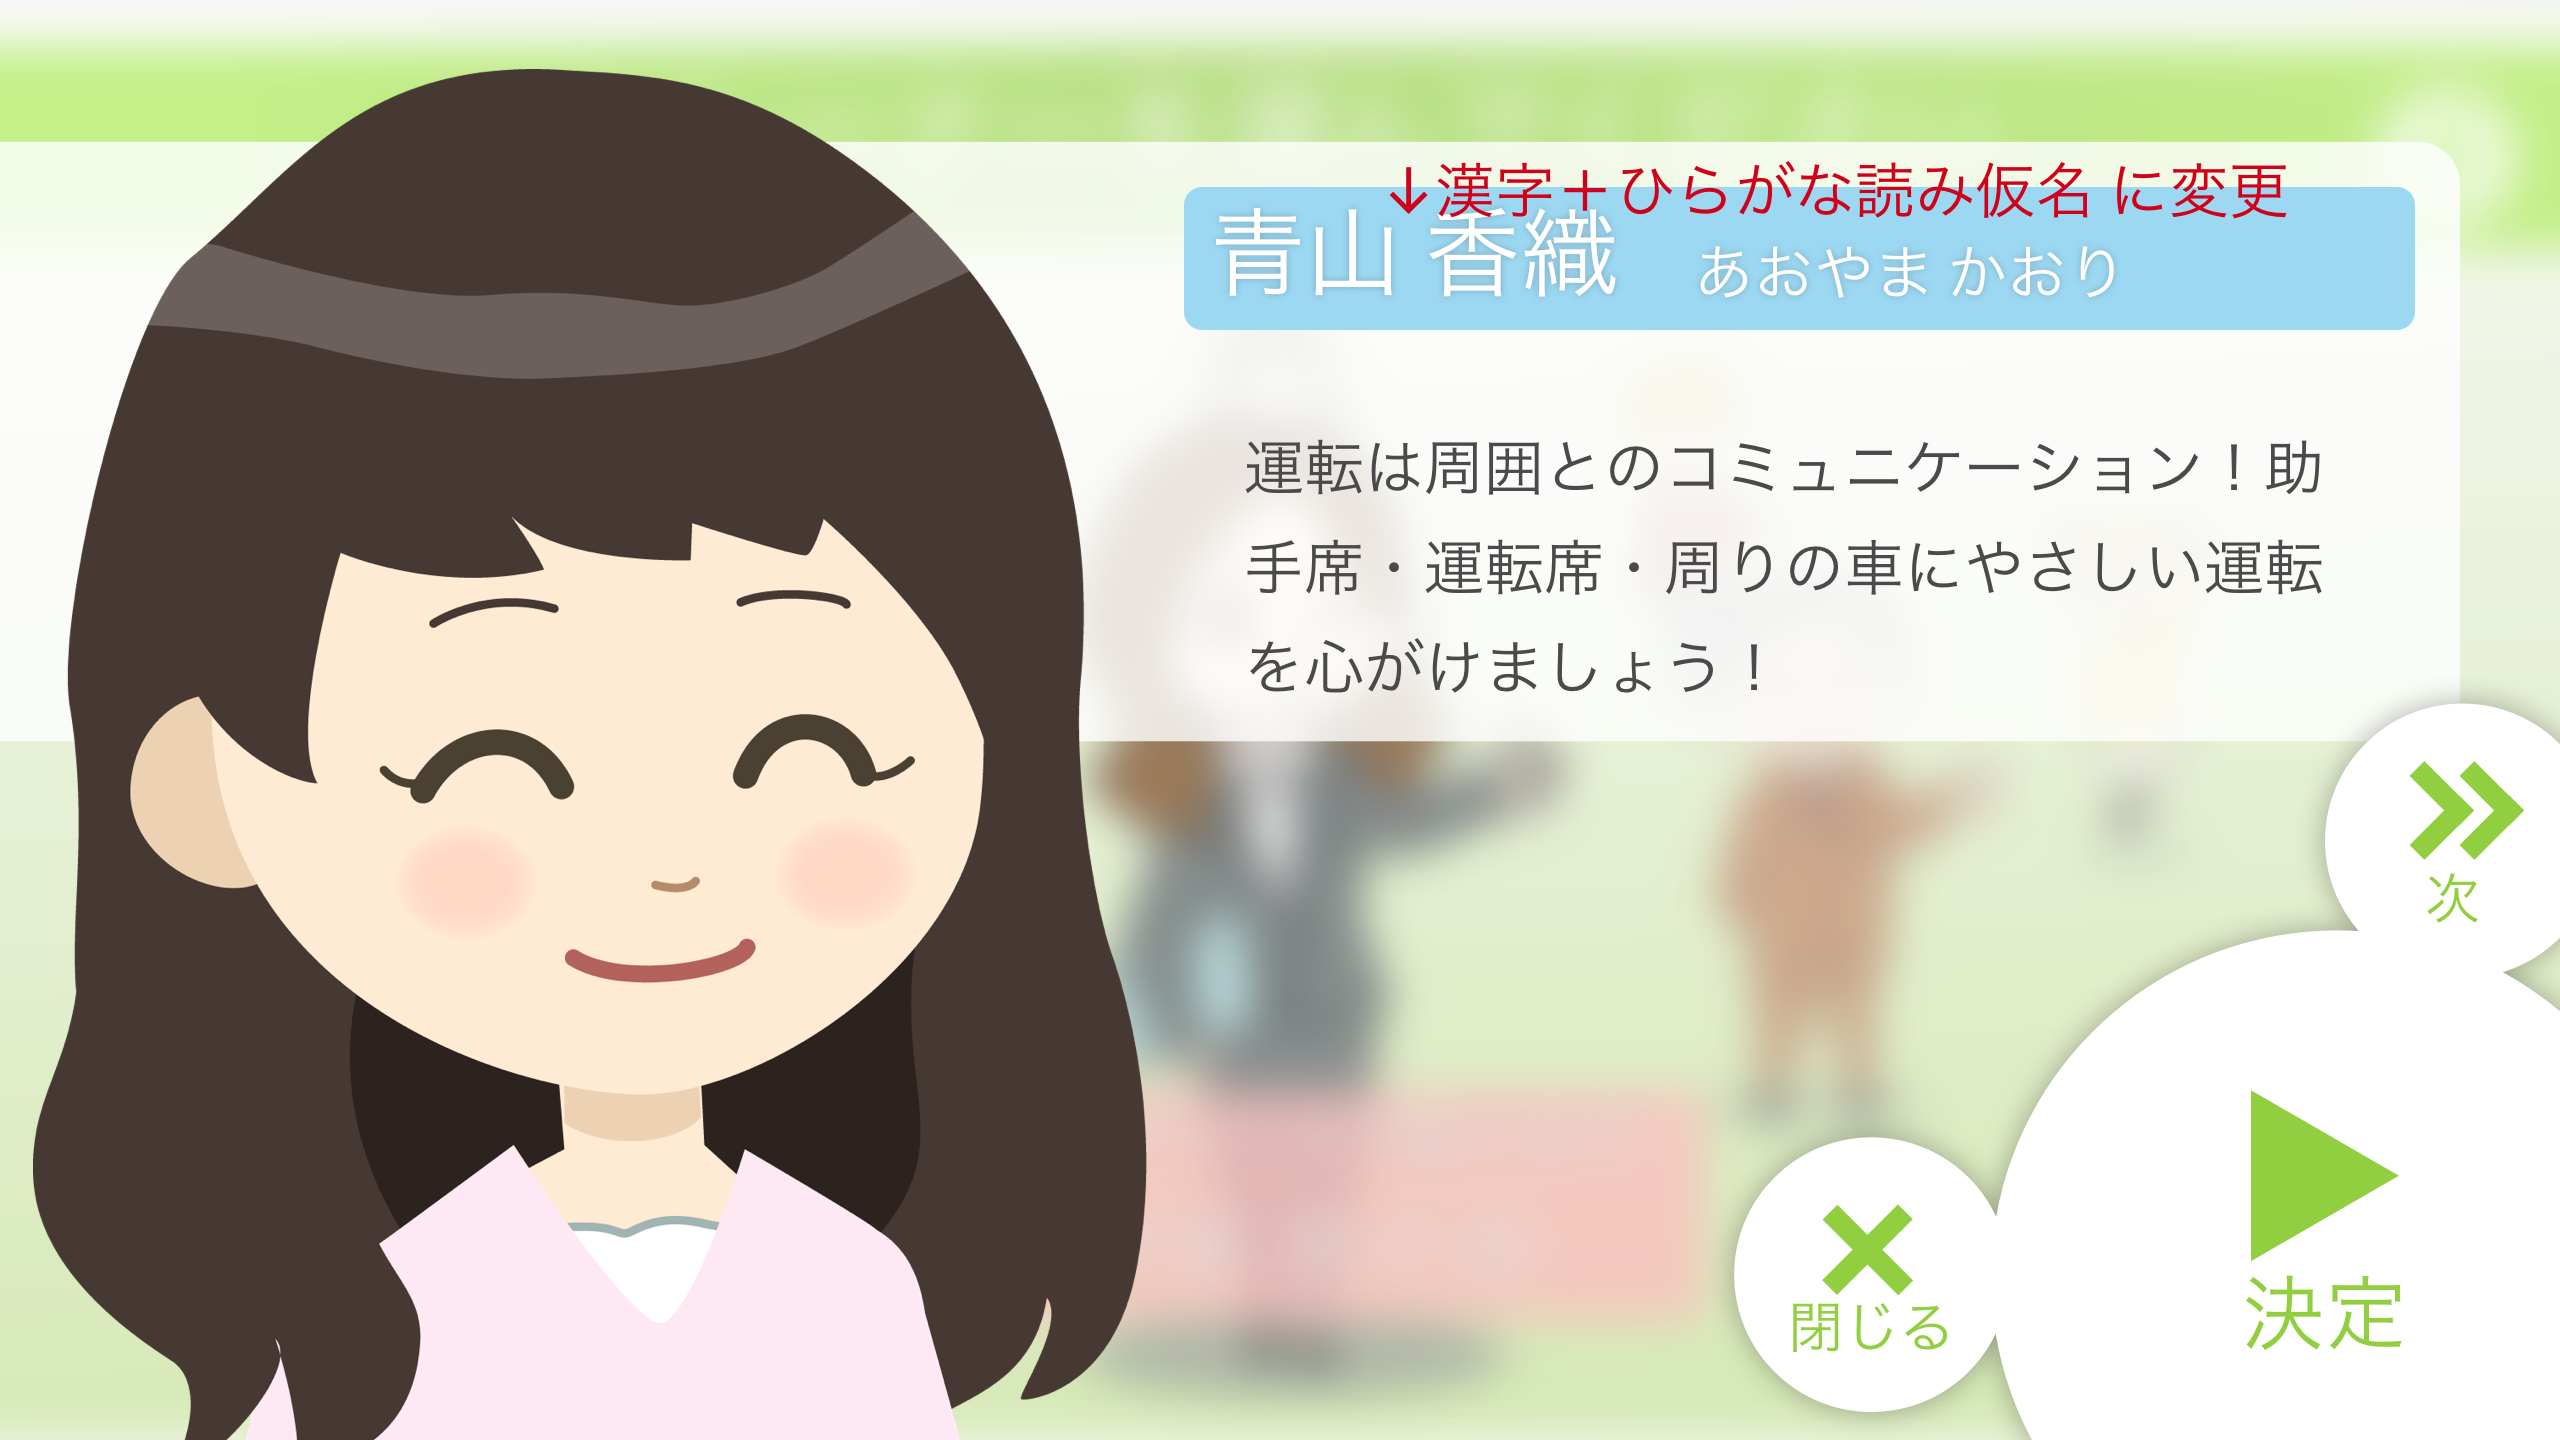 ↓漢字＋ひらがな読み仮名 に変更
青山 香織 あおやま かおり
運転は周囲とのコミュニケーション！助
手席・運転席・周りの車にやさしい運転
を心がけましょう！
次
閉じる
決定